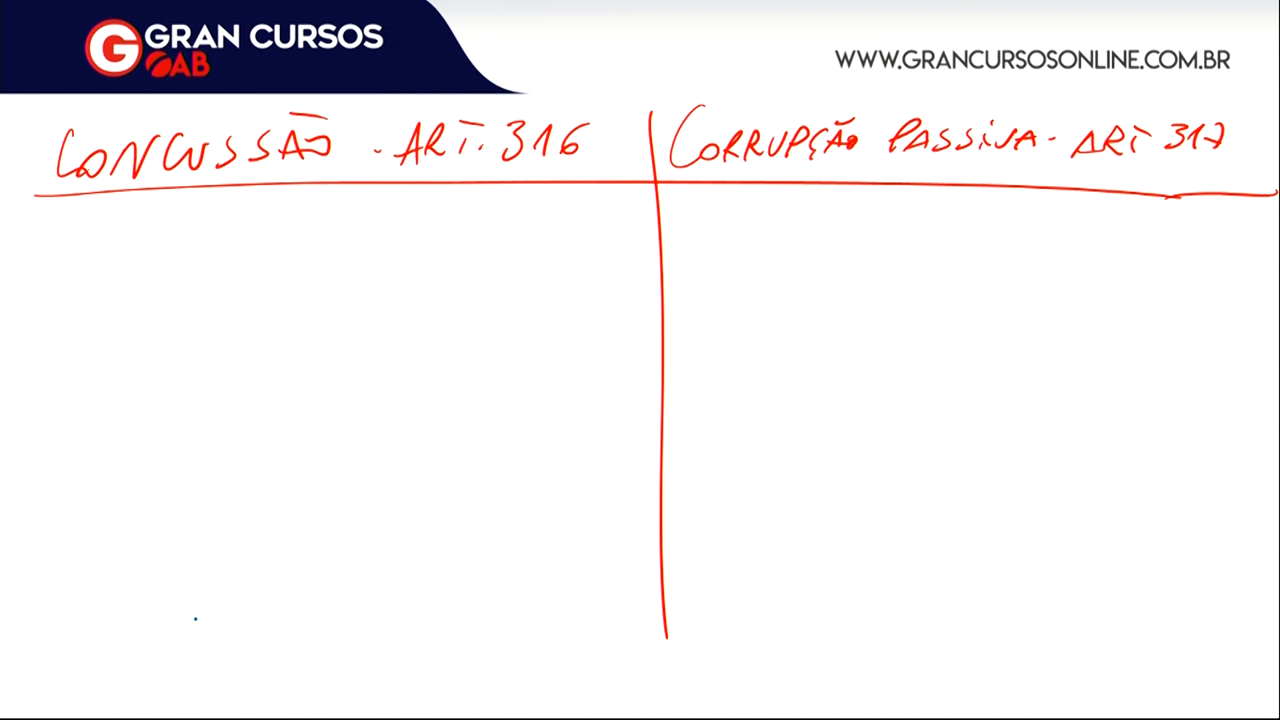 GRAN CURSOS
OAB
WWW.GRANCURSOSONLINE.COM.BR
CONCUSSÃO - ART. 316
CORRUPÇÃO PASSIVA - ART 317